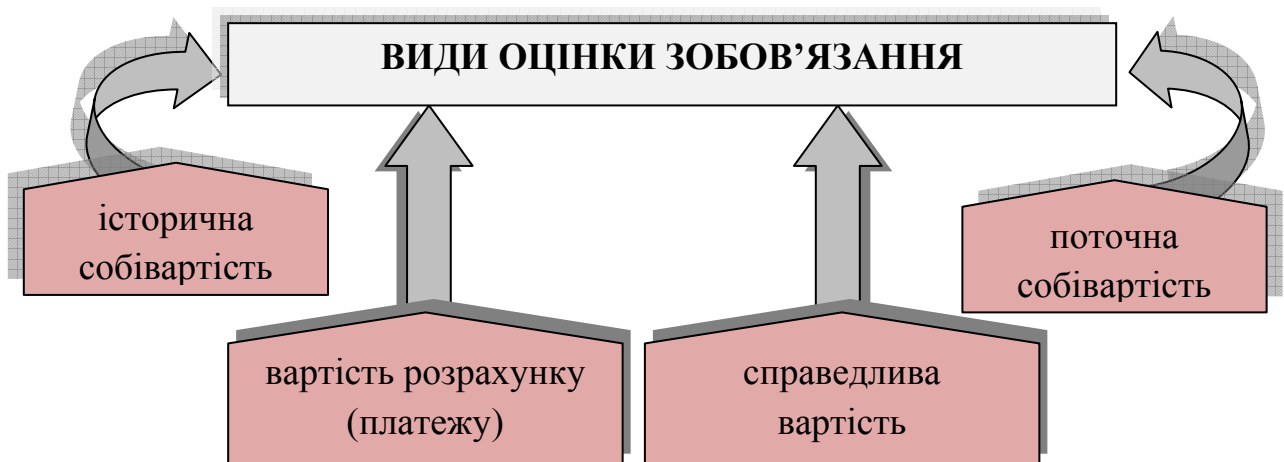 ВИДИ ОЦІНКИ ЗОБОВ’ЯЗАННЯ
історична
собівартість
поточна
собівартість
вартість розрахунку
(платежу)
справедлива
вартість